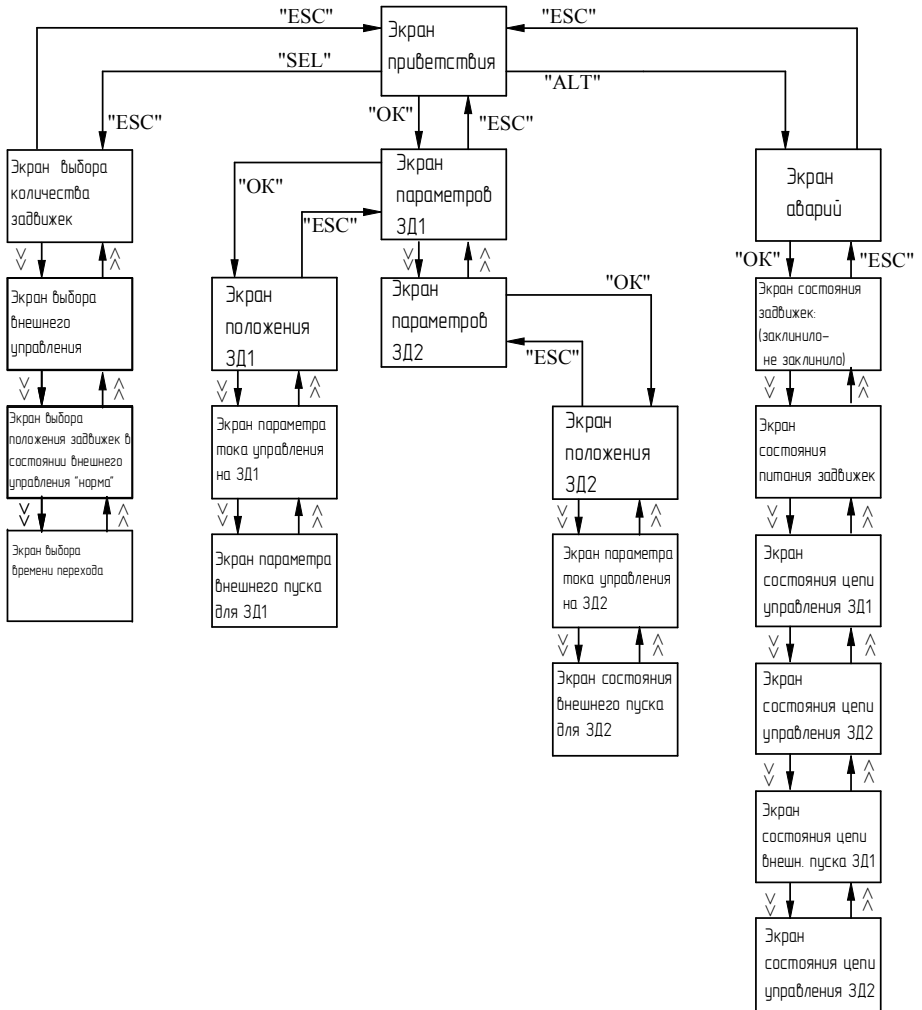 "ESC"
"ESC"
Экран
приветствия
"SEL"
"ALT"
"ESC"
"ОК"
"ESC"
Экран выбора
количества
задвижек
"ОК"
"ESC"
Экран
параметров
ЗД1
Экран
аварий
"ОК"
"ESC"
Экран выбора
внешнего
управления
Экран
положения
ЗД1
Экран
параметров
ЗД2
"ОК"
"ESC"
Экран состояния
задвижек:
(заклинило-
не заклинило)
Экран выбора
положения задвижек в
состоянии внешнего
управления "норма"
Экран параметра
тока управления
на ЗД1
Экран
положения
ЗД2
Экран
состояния
питания задвижек
Экран выбора
времени перехода
Экран параметра
внешнего пуска
для ЗД1
Экран параметра
тока управления
на ЗД2
Экран
состояния цепи
управления ЗД1
Экран состояния
внешнего пуска
для ЗД2
Экран
состояния цепи
управления ЗД2
Экран
состояния цепи
внешн. пуска ЗД1
Экран
состояния цепи
управления ЗД2